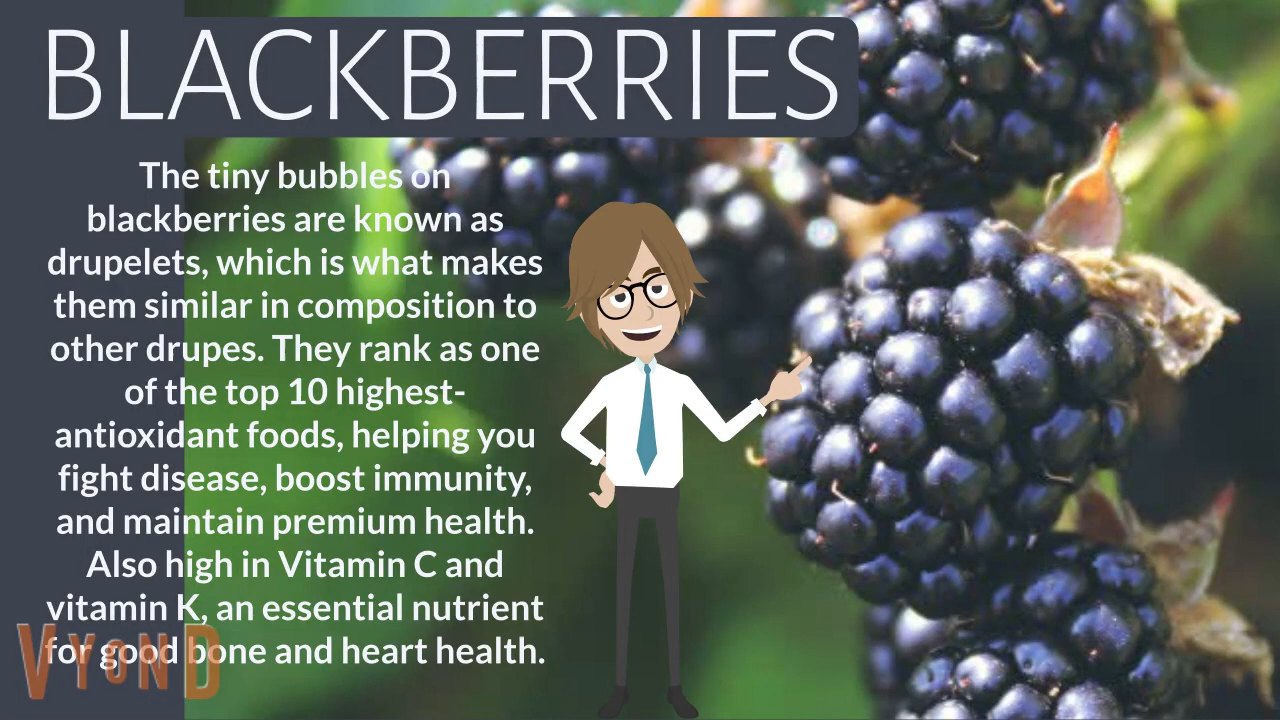 BLACKBERRIES
The tiny bubbles on
blackberries are known as
drupelets, which is what makes
them similar in composition to
other drupes. They rank as one
of the top 10 highest-
antioxidant foods, helping you
fight disease, boost immunity,
and maintain premium health.
Also high in Vitamin C and
vitamin K, an essential nutrient
for good bone and heart health.
VYOND